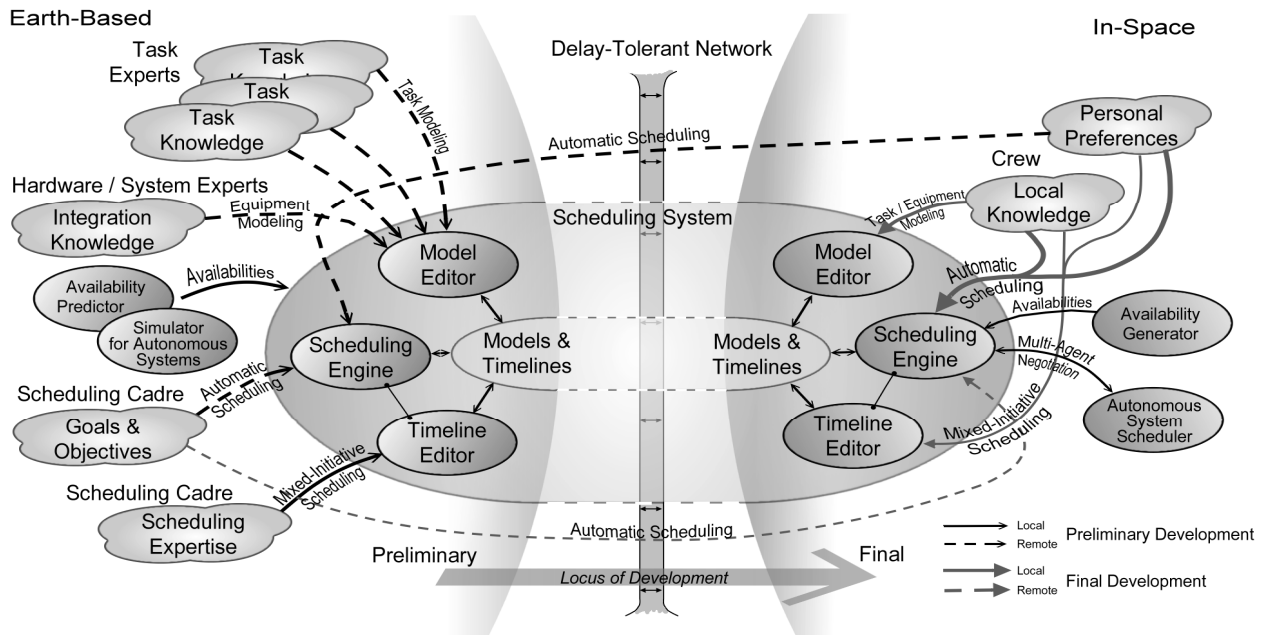 Earth-Based
In-Space
Delay-Tolerant Network
Task
Experts
Task
Task
Task
Knowledge
Task Modeling
Automatic Scheduling
Personal
Preferences
Crew
Local
Knowledge
Hardware / System Experts
Integration
Knowledge
Equipment
Modeling
Scheduling System
Task / Equipment
Modeling
Model
Editor
Model
Editor
Availabilities
Availability
Predictor
Simulator
for Autonomous
Systems
Automatic
Scheduling
Availabilities
Availability
Generator
Scheduling
Engine
Models &
Timelines
Models &
Timelines
Scheduling
Engine
Multi-Agent
Negotiation
Automatic
Scheduling
Scheduling Cadre
Goals &
Objectives
Timeline
Editor
Timeline
Editor
Mixed-Initiative
Scheduling
Autonomous
System
Scheduler
Mixed-Initiative
Scheduling
Scheduling Cadre
Scheduling
Expertise
Automatic Scheduling
Preliminary
Final
Locus of Development
Local
Remote
Preliminary Development
Local
Remote
Final Development